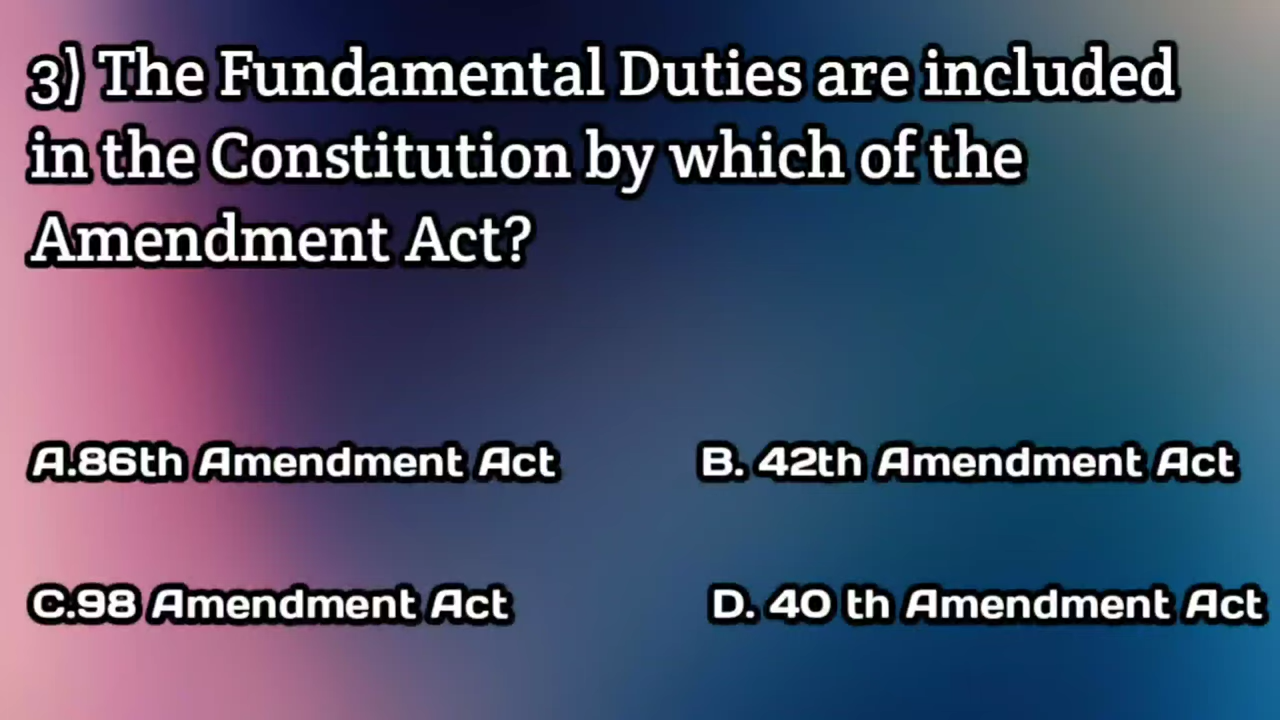 3) The Fundamental Duties are included
in the Constitution by which of the
Amendment Act?
A.86th Amendment Act
B. 42th Amendment Act
C.98 Amendment Act
D. 40 th Amendment Act